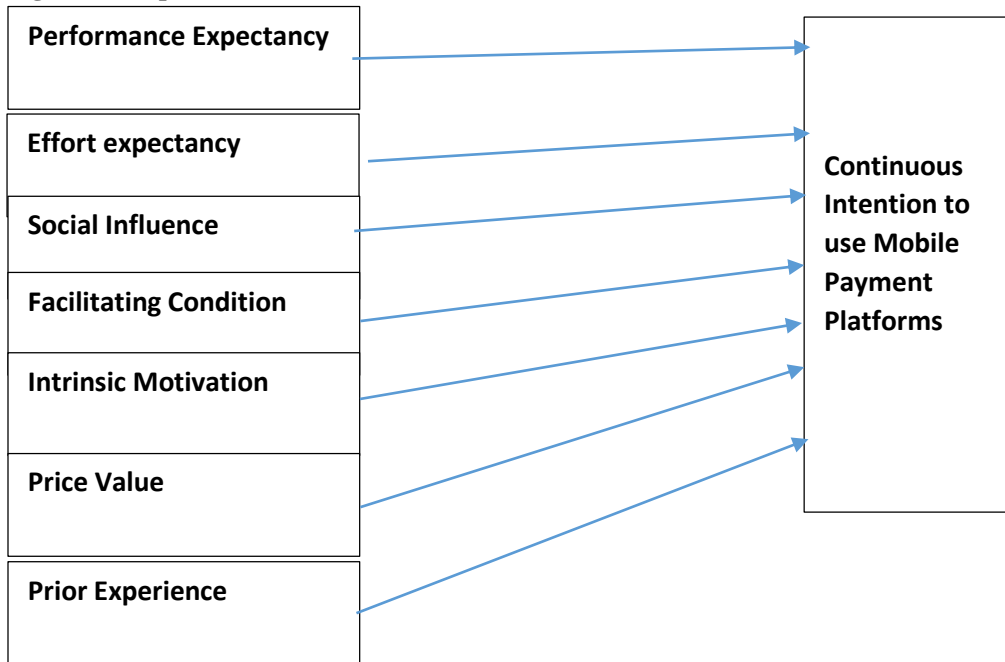 Performance Expectancy
Effort expectancy
Social Influence
Facilitating Condition
Intrinsic Motivation
Price Value
Prior Experience
Continuous
Intention to
use Mobile
Payment
Platforms